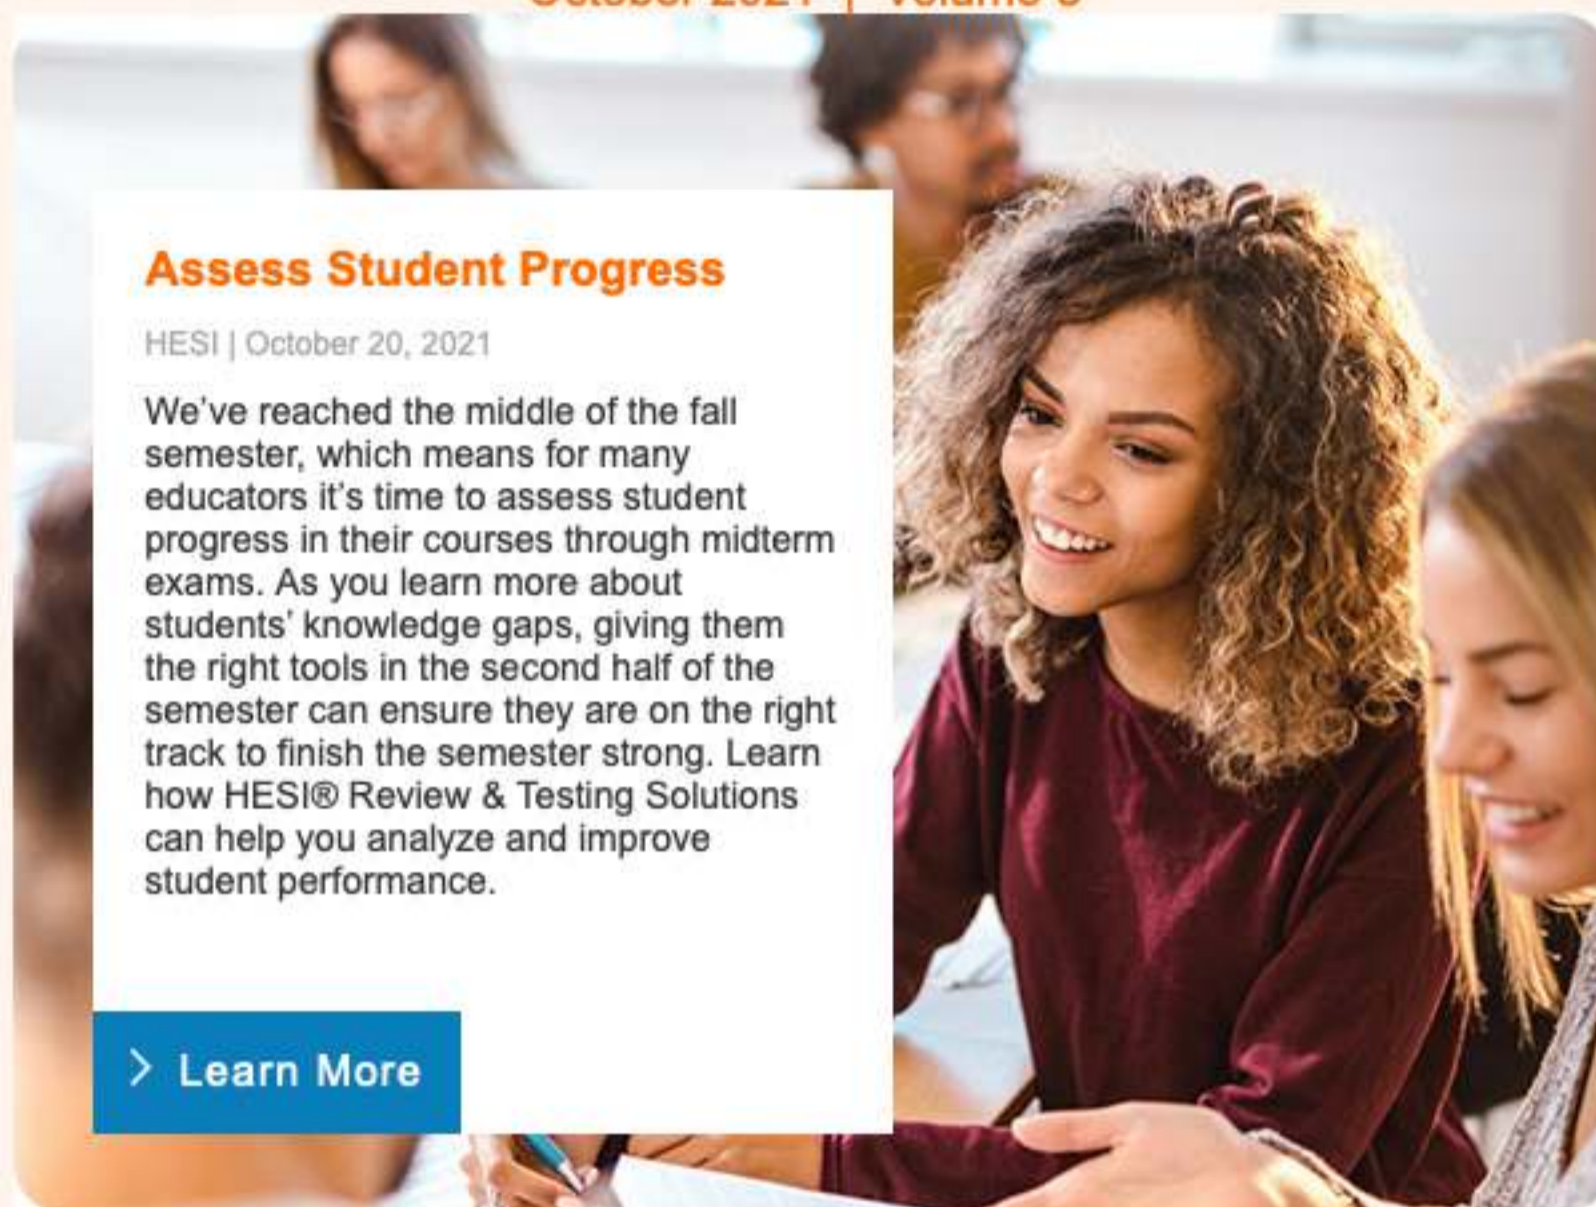 October 2021 | Volume
Assess Student Progress
HESI | October 20, 2021
We've reached the middle of the fall
semester, which means for many
educators it's time to assess student
progress in their courses through midterm
exams. As you learn more about
students' knowledge gaps, giving them
the right tools in the second half of the
semester can ensure they are on the right
track to finish the semester strong. Learn
how HESI® Review & Testing Solutions
can help you analyze and improve
student performance.
> Learn More